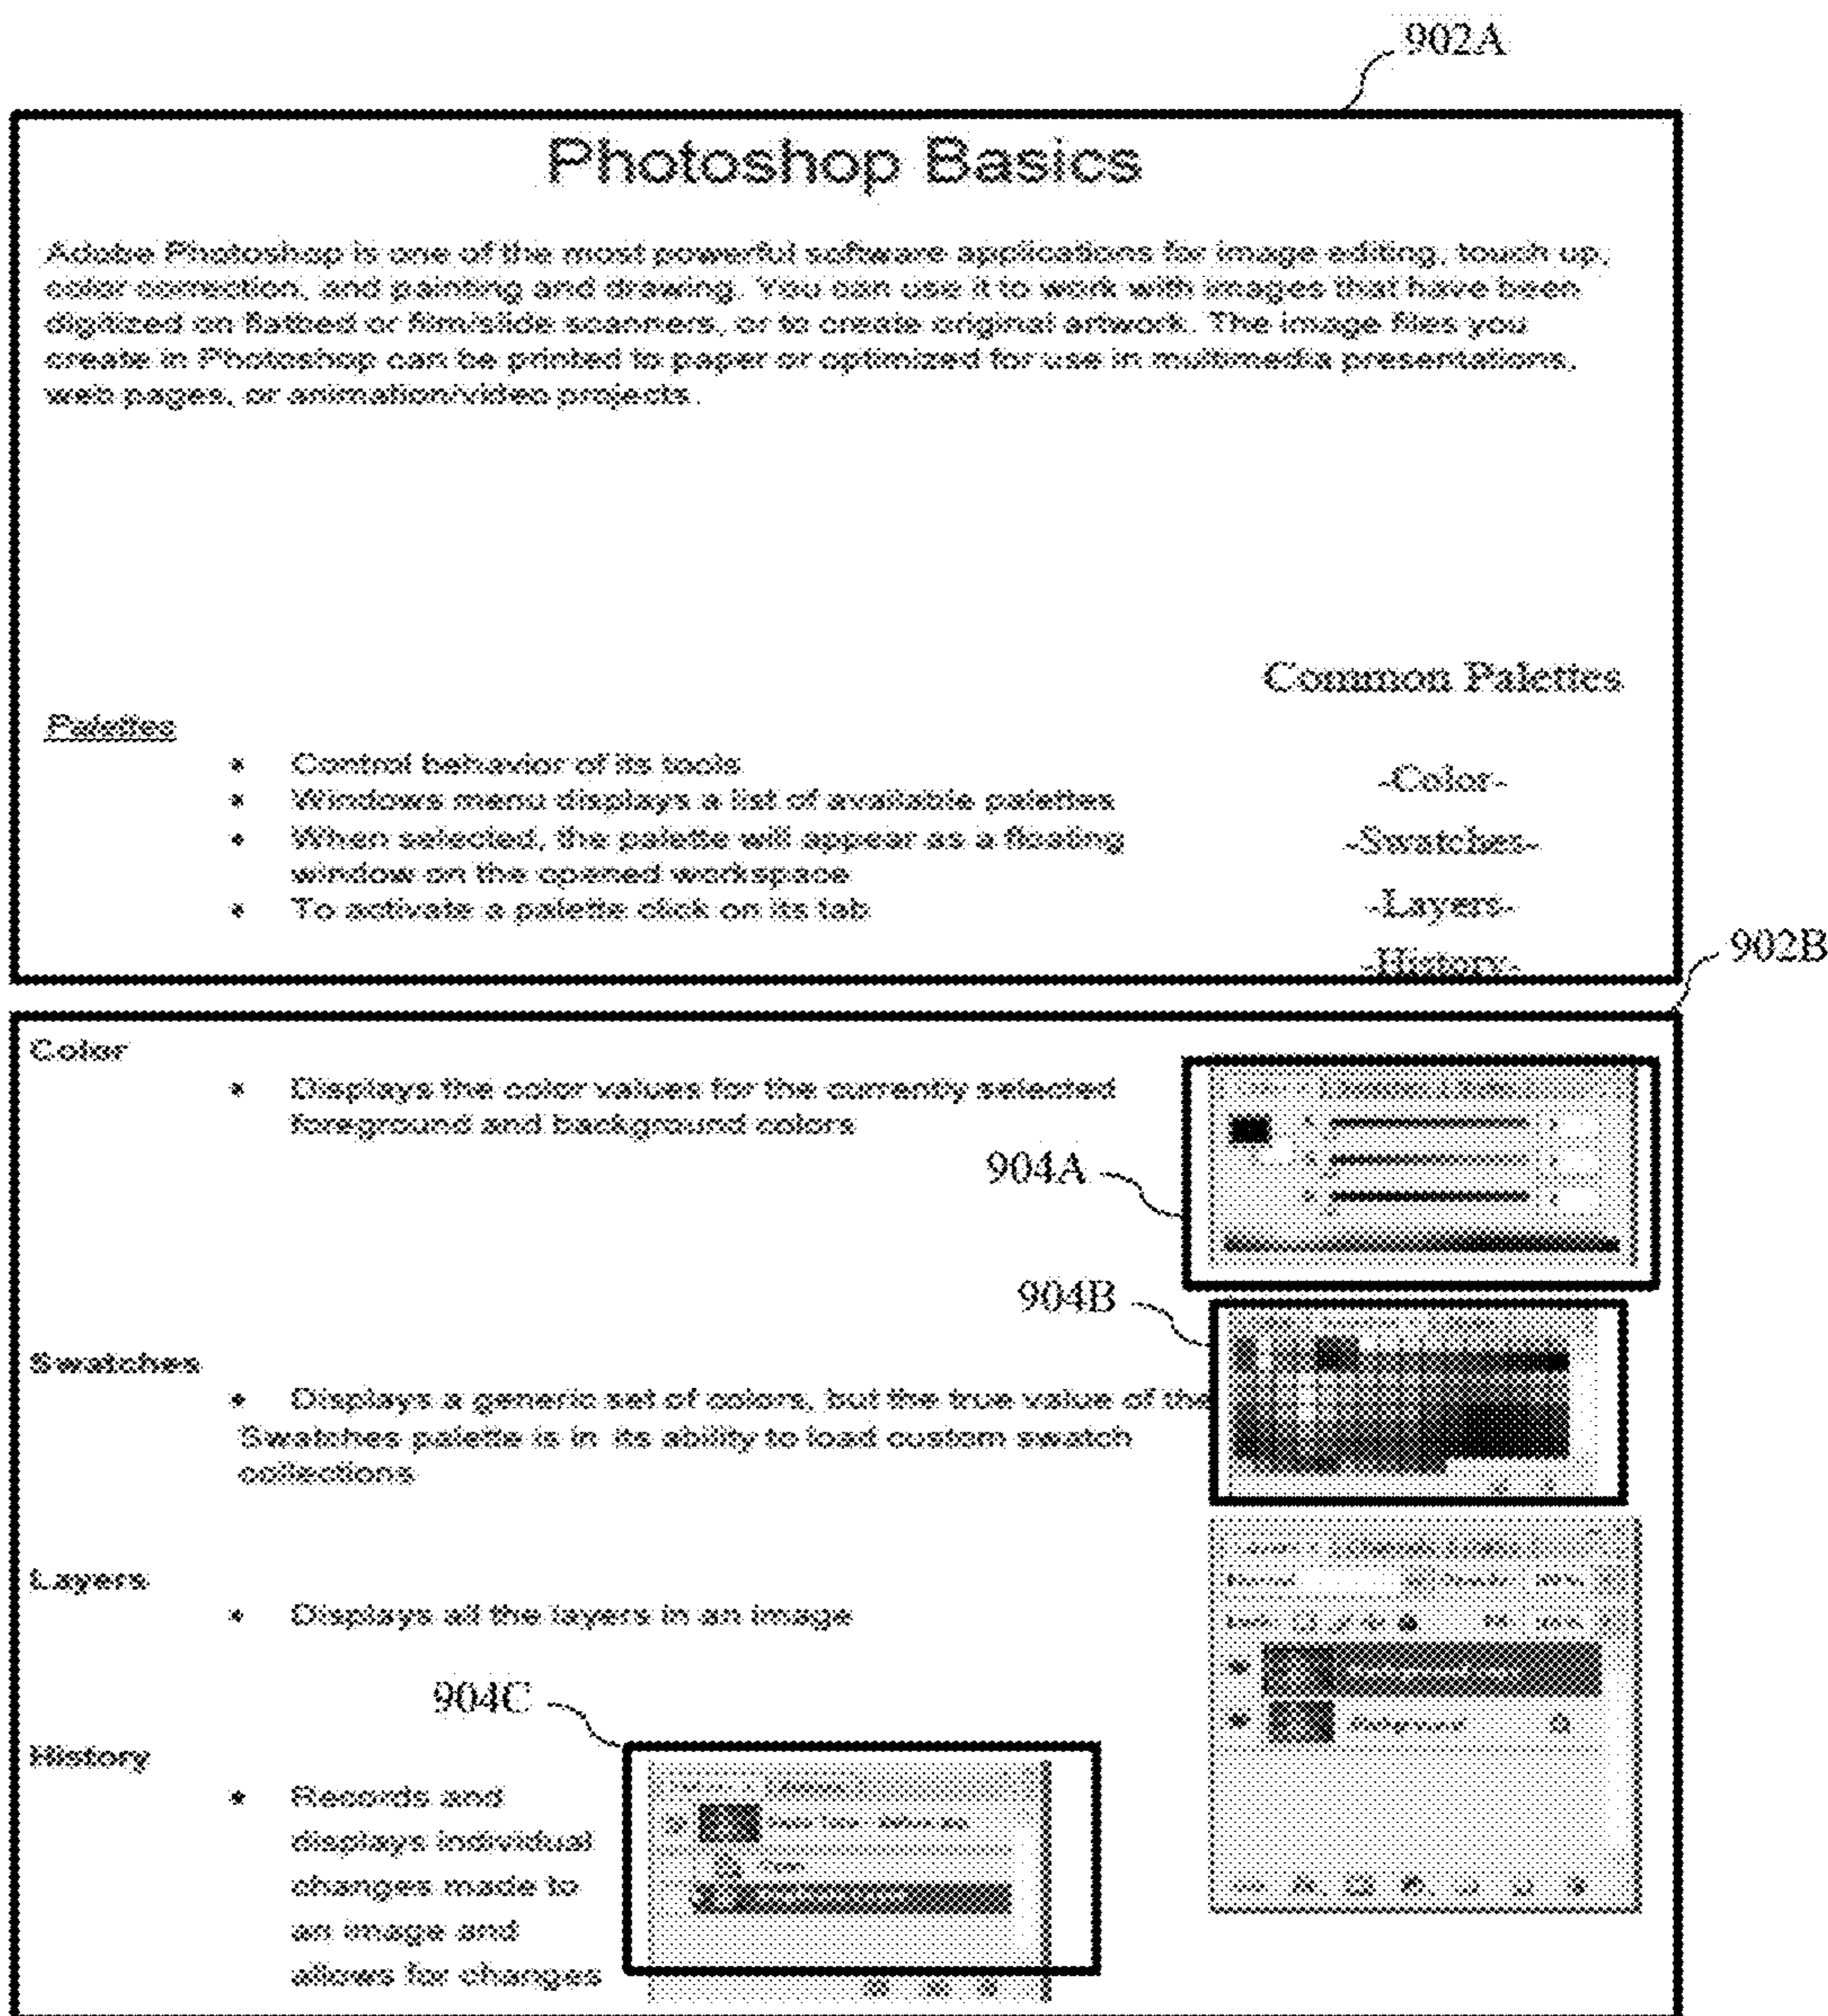 902A
Photoshop Basics
Adobe Photoshop is one of the most powerful software applications for image editing, touch up,
color correction, and painting and drawing. You can use it to work with images that have been
digitized on flatbed or film/slide scanners, or to create original artwork. The image files you
create in Photoshop can be printed to paper or optimized for use in multimedia presentations,
web pages, or animation/video projects.
Palettes
• Control behavior of its tools
• Windows menu displays a list of available palettes
• When selected, the palette will appear as a floating
window on the opened workspace
• To activate a palette click on its tab
Common Palettes
-Color-
-Swatches-
-Layers-
-History-
902B
Color
• Displays the color values for the currently selected
foreground and background colors
904A
904B
Swatches
• Displays a generic set of colors, but the true value of the
Swatches palette is in its ability to load custom swatch
collections
Layers
• Displays all the layers in an image
Background
904C
History
• Records and
displays individual
changes made to
an image and
allows for changes